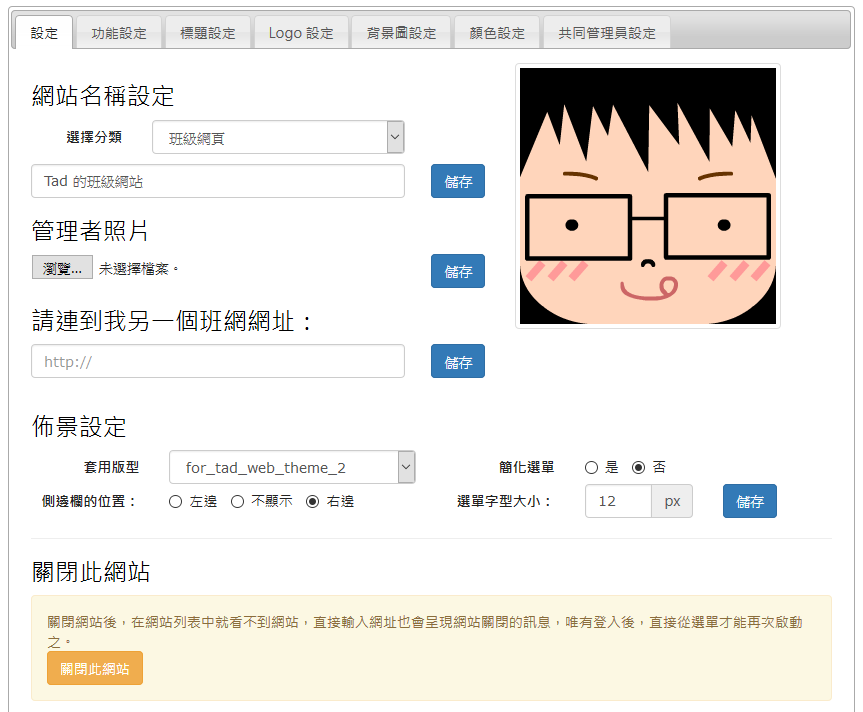 設定 功能設定 標題設定 Logo 設定 背景圖設定 顏色設定 共同管理員設定
網站名稱設定
選擇分類 班級網頁
Tad 的班級網站 儲存
管理者照片
瀏覽... 未選擇檔案。 儲存
請連到我另一個班網網址：
http:// 儲存
佈景設定
套用版型 for_tad_web_theme_2 簡化選單 是 否
側邊欄的位置： 左邊 不顯示 右邊 選單字型大小： 12 px 儲存
關閉此網站
關閉網站後，在網站列表中就看不到網站，直接輸入網址也會呈現網站關閉的訊息，唯有登入後，直接從選單才能再次啟動
之。
關閉此網站